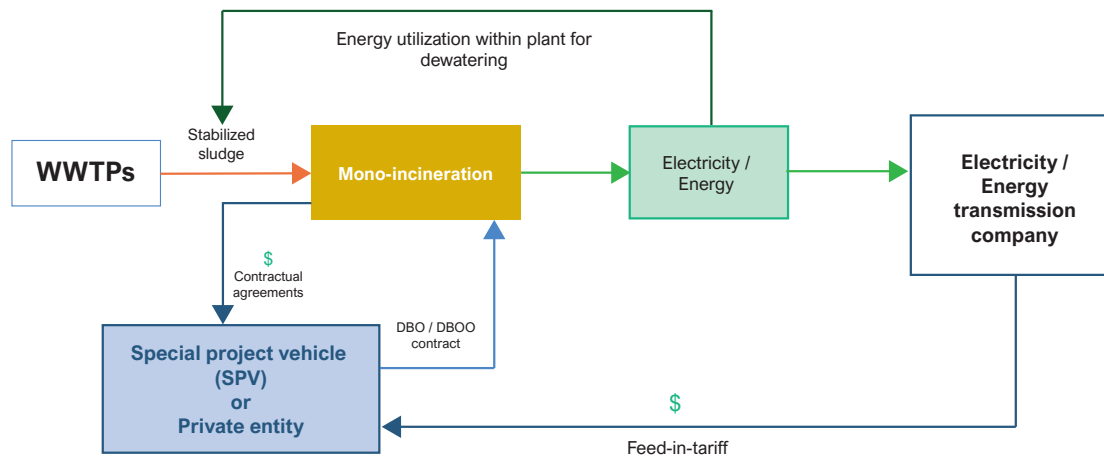 Energy utilization within plant for
dewatering
Stabilized
sludge
WWTPs
Mono-incineration
Electricity /
Energy
Electricity /
Energy
transmission
company
$
Contractual
agreements
DBO / DBOO
contract
Special project vehicle
(SPV)
or
Private entity
$
Feed-in-tariff